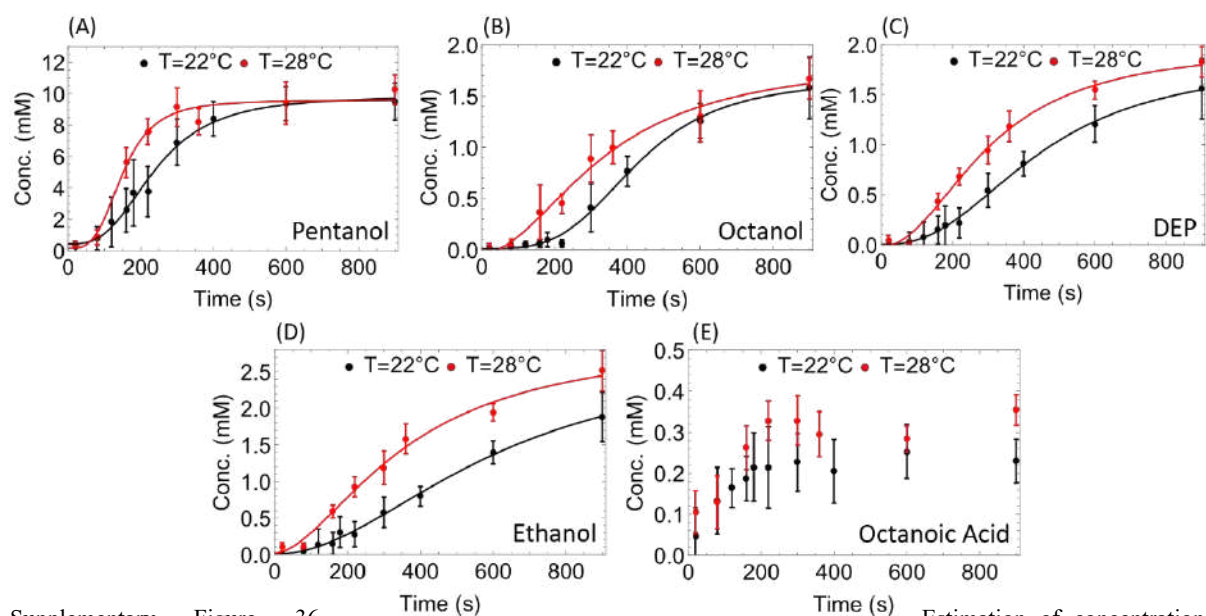 (A)
T=22°C T=28°C
12
10
8
6
4
2
0
Conc. (mM)
Pentanol
0 200 400 600 800
Time (s)
(B)
T=22°C T=28°C
2.0
1.5
1.0
0.5
0.0
Conc. (mM)
Octanol
0 200 400 600 800
Time (s)
(C)
T=22°C T=28°C
2.0
1.5
1.0
0.5
0.0
Conc. (mM)
DEP
0 200 400 600 800
Time (s)
(D)
T=22°C T=28°C
2.5
2.0
1.5
1.0
0.5
0.0
Conc. (mM)
Ethanol
0 200 400 600 800
Time (s)
(E)
T=22°C T=28°C
0.5
0.4
0.3
0.2
0.1
0.0
Conc. (mM)
Octanoic Acid
0 200 400 600 800
Time (s)
Supplementary Figure 36 Estimation of concentration